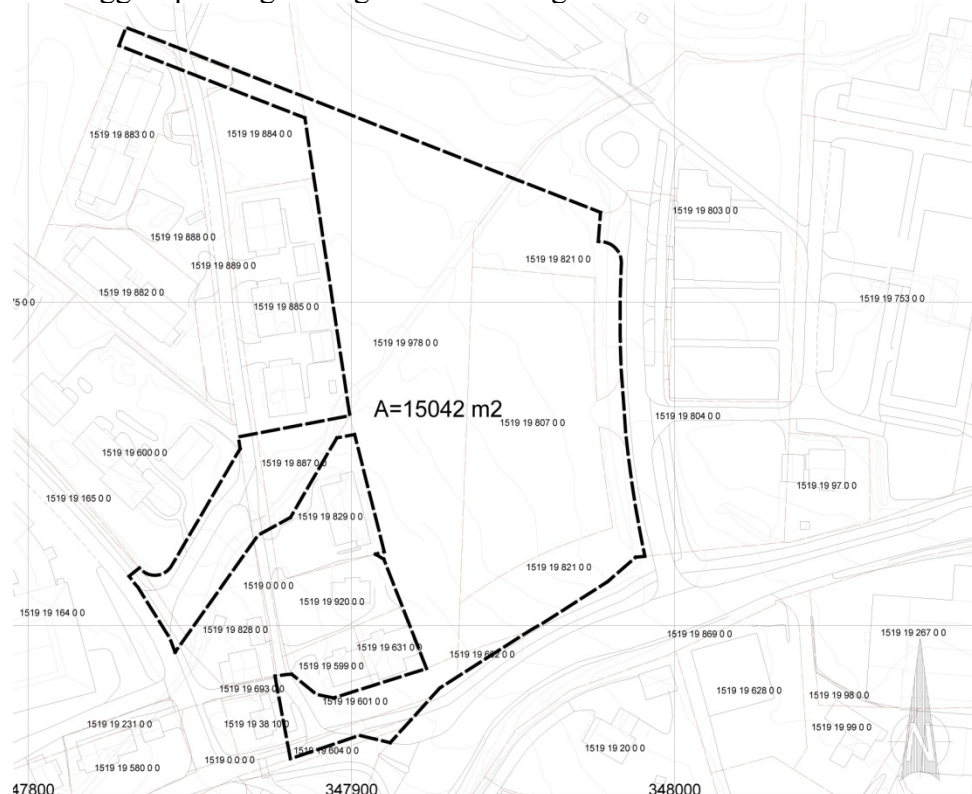 1519 19 883 0 0
1519 19 884 0 0
1519 19 803 0 0
1519 19 888 0 0
1519 19 889 0 0
1519 19 821 0 0
1519 19 882 0 0
1519 19 885 0 0
1519 19 753 0 0
1519 19 978 0 0
A=15042 m2
1519 19 807 0 0
1519 19 804 0 0
1519 19 600 0 0
1519 19 887 0 0
1519 19 165 0 0
1519 19 97 0 0
1519 19 829 0 0
1519 19 821 0 0
1519 0 0 0 0
1519 19 920 0 0
1519 19 164 0 0
1519 19 828 0 0
1519 19 869 0 0
1519 19 267 0 0
1519 19 631 0 0
1519 19 599 0 0
1519 19 693 0 0
1519 19 628 0 0
1519 19 98 0 0
1519 19 601 0 0
1519 19 231 0 0
1519 19 38 10 0
1519 19 99 0 0
1519 19 604 0 0
1519 19 20 0 0
1519 0 0 0 0
1519 19 580 0 0
N
47800
347900
348000